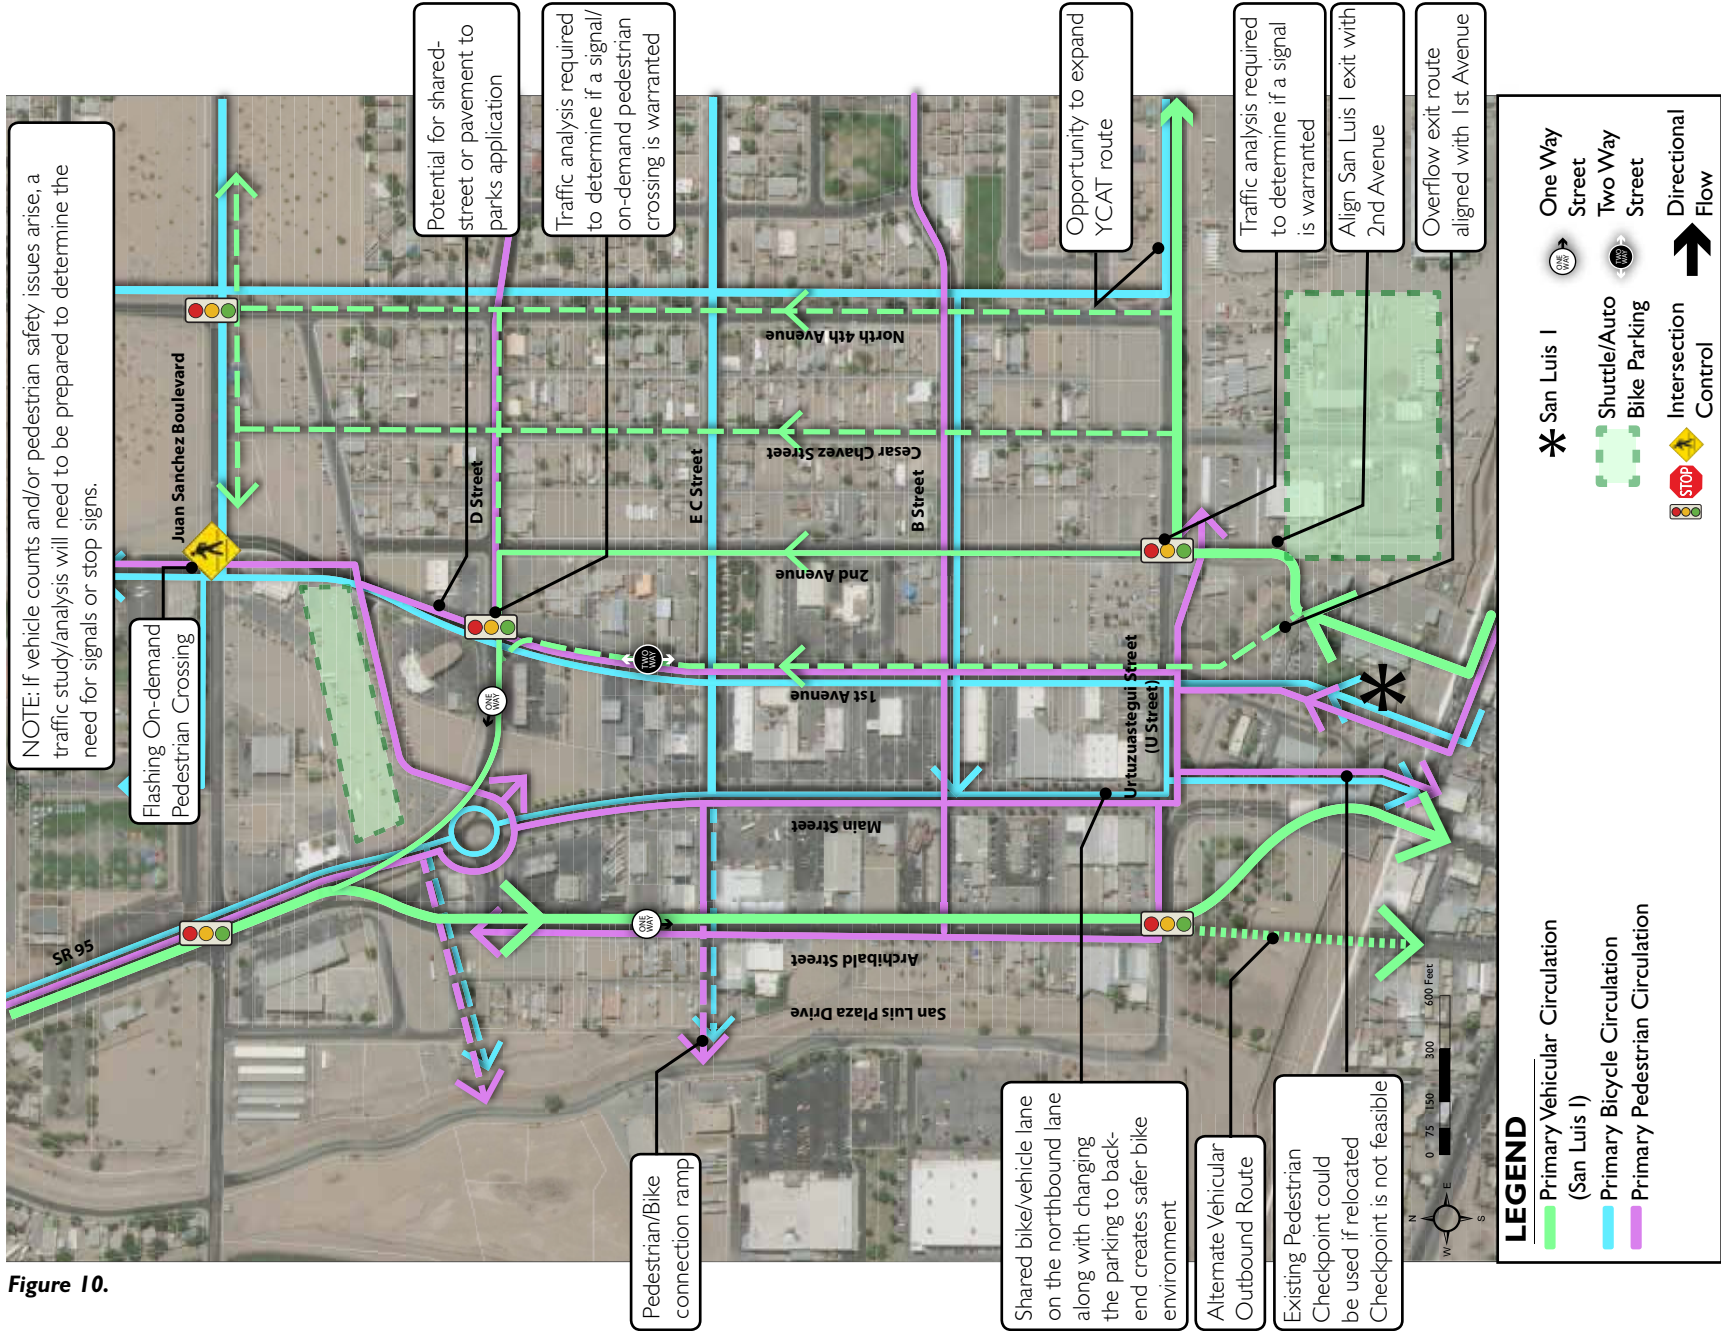 NOTE: If vehicle counts and/or pedestrian safety issues arise, a
traffic study/analysis will need to be prepared to determine the
need for signals or stop signs.
Flashing On-demand
Pedestrian Crossing
Potential for shared-
street or pavement to
parks application
Traffic analysis required
to determine if a signal/
on-demand pedestrian
crossing is warranted
Opportunity to expand
YCAT route
Traffic analysis required
to determine if a signal
is warranted
Align San Luis I exit with
2nd Avenue
Overflow exit route
aligned with 1st Avenue
Pedestrian/Bike
connection ramp
Shared bike/vehicle lane
on the northbound lane
along with changing
the parking to back-
end creates safer bike
environment
Alternate Vehicular
Outbound Route
Existing Pedestrian
Checkpoint could
be used if relocated
Checkpoint is not feasible
Juan Sanchez Boulevard
SR 95
D Street
E C Street
B Street
Urtuzuastegui Street
(U Street)
North 4th Avenue
Cesar Chavez Street
2nd Avenue
1st Avenue
Main Street
Archibald Street
San Luis Plaza Drive
TWO
WAY
ONE
WAY
ONE
WAY
*
N
W
E
S
0 75 150 300 600 Feet
LEGEND
Primary Vehicular Circulation
(San Luis I)
Primary Bicycle Circulation
Primary Pedestrian Circulation
* San Luis I
Shuttle/Auto
Bike Parking
STOP
Intersection
Control
ONE
WAY
One Way
Street
TWO
WAY
Two Way
Street
Directional
Flow
Figure 10.